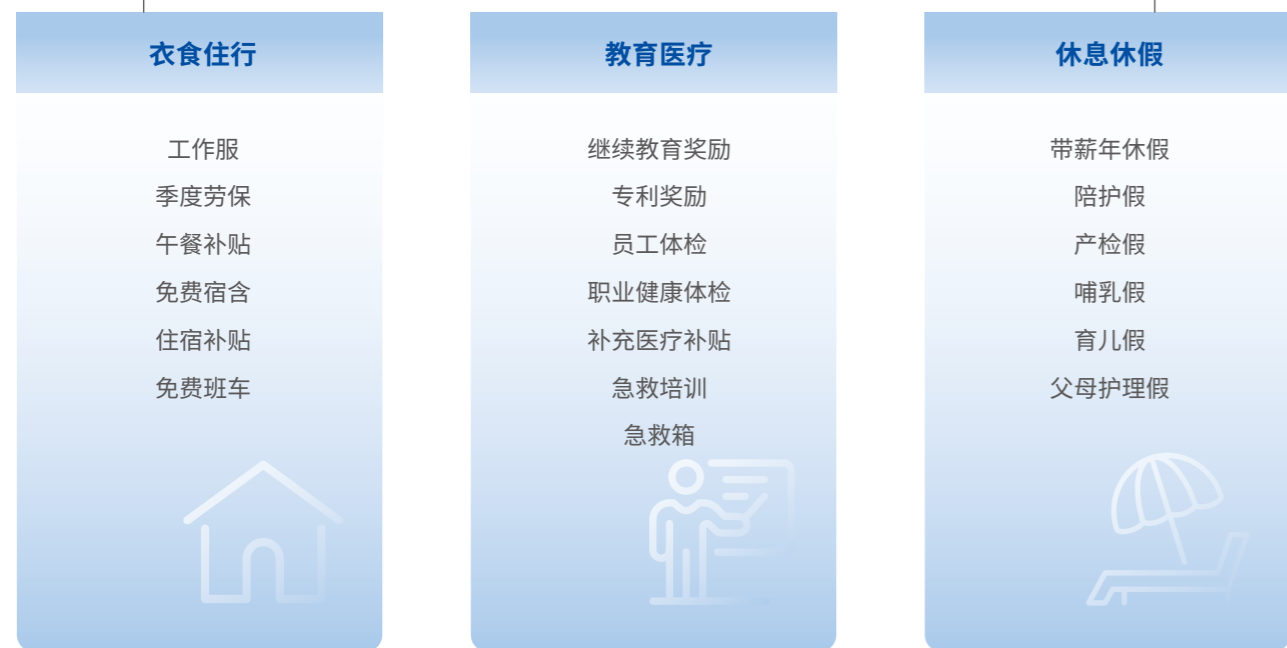 衣食住行
工作服
季度劳保
午餐补贴
免费宿含
住宿补贴
免费班车
教育医疗
继续教育奖励
专利奖励
员工体检
职业健康体检
补充医疗补贴
急救培训
急救箱
休息休假
带薪年休假
陪护假
产检假
哺乳假
育儿假
父母护理假